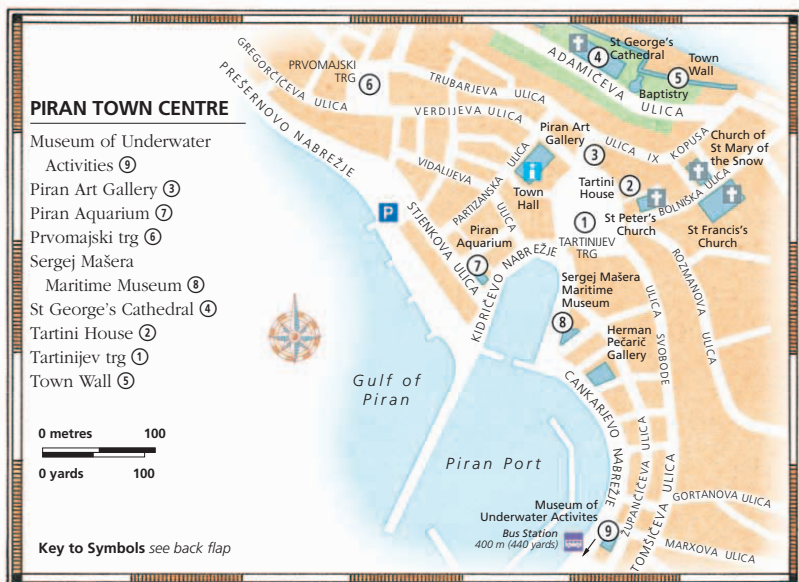 PIRAN TOWN CENTRE
Museum of Underwater
Activities 9
Piran Art Gallery 3
Piran Aquarium 7
Prvomajski trg 6
Sergej Mašera
Maritime Museum 8
St George's Cathedral 4
Tartini House 2
Tartinijev trg 1
Town Wall 5
0 metres 100
0 yards 100
Key to Symbols see back flap
GREGORČIČEVA ULICA
PREŠERNOVO NABREŽJE
PRVOMAJSKI
TRG
6
TRUBARJEVA ULICA
VERDIJEVA ULICA
ADAMIČEVA ULICA
St George's
Cathedral
4
Town
Wall
5
Baptistry
Piran Art
Gallery
3
ULICA IX KORPUSA
Church of
St Mary of
the Snow
VIDALIJEVA ULICA
PARTIZANSKA ULICA
i
Town
Hall
Tartini
House
2
BOLNIŠKA ULICA
St Peter's
Church
St Francis's
Church
1
TARTINIJEV
TRG
P
STJENKOVA ULICA
Piran
Aquarium
7
KIDRIČEVO NABREŽJE
Sergej Mašera
Maritime
Museum
8
ULICA SVOBODE
ROZMANOVA ULICA
Herman
Pečarič
Gallery
Gulf of
Piran
CANKARJEVO NABREŽJE
Piran Port
ŽUPANČIČEVA ULICA
TOMŠIČEVA ULICA
GORTANOVA ULICA
MARXOVA ULICA
Museum of
Underwater Activites
9
Bus Station
400 m (440 yards)